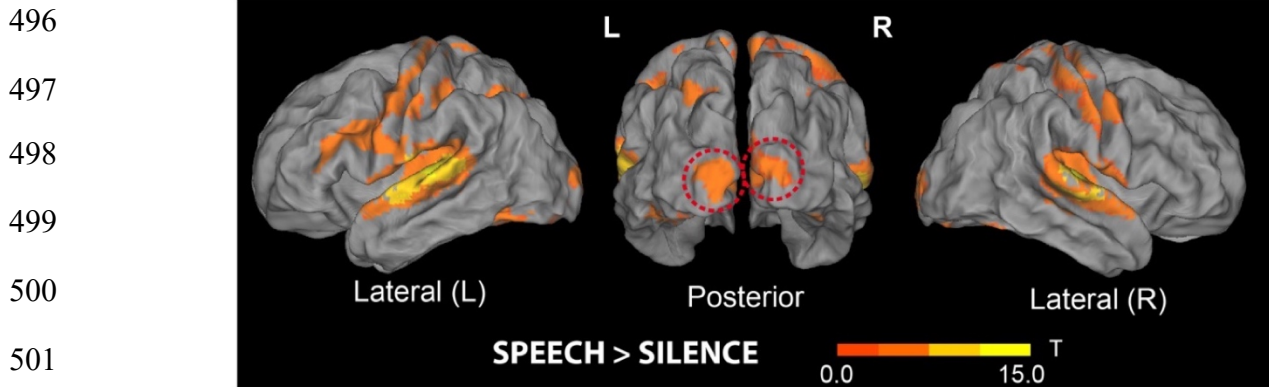 496
L R
497
498
499
500
Lateral (L) Posterior Lateral (R)
501
SPEECH > SILENCE T
0.0 15.0